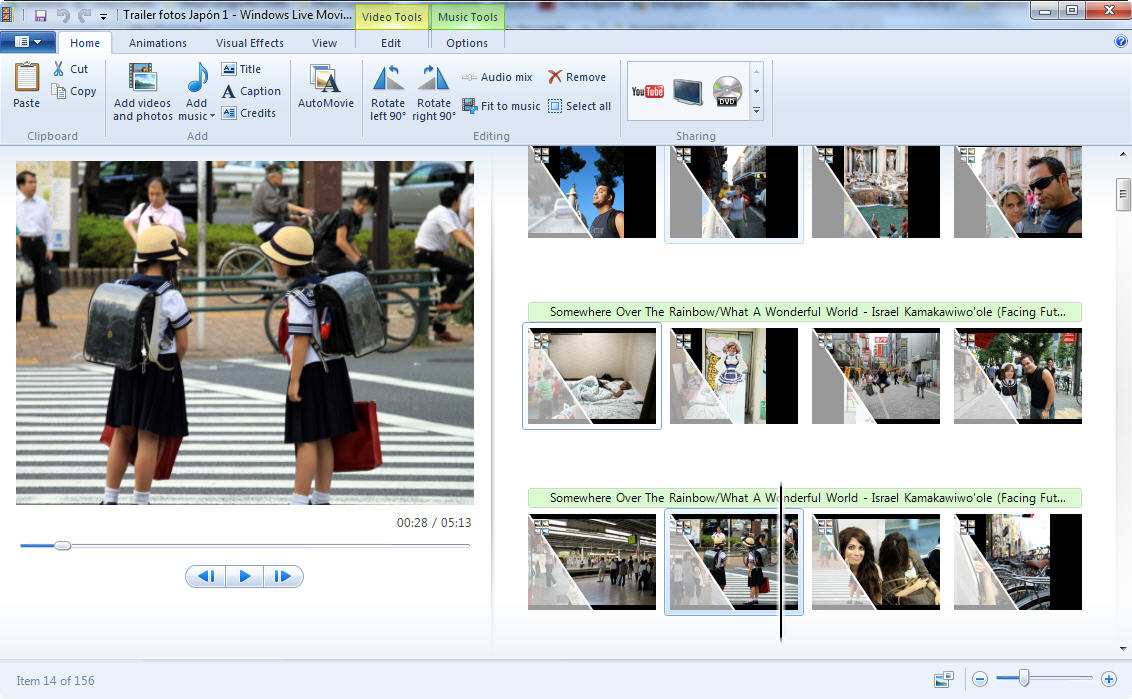 Trailer fotos Japón 1 - Windows Live Movi...
Video Tools
Music Tools
Home
Animations
Visual Effects
View
Edit
Options
Paste
Cut
Copy
Clipboard
Add videos
and photos
Add
music
Title
Caption
Credits
Add
AutoMovie
Rotate
left 90°
Rotate
right 90°
Audio mix
Fit to music
Remove
Select all
Editing
YouTube
DVD
Sharing
Somewhere Over The Rainbow/What A Wonderful World - Israel Kamakawiwo'ole (Facing Fut...
00:28 / 05:13
Somewhere Over The Rainbow/What A Wonderful World - Israel Kamakawiwo'ole (Facing Fut...
Item 14 of 156